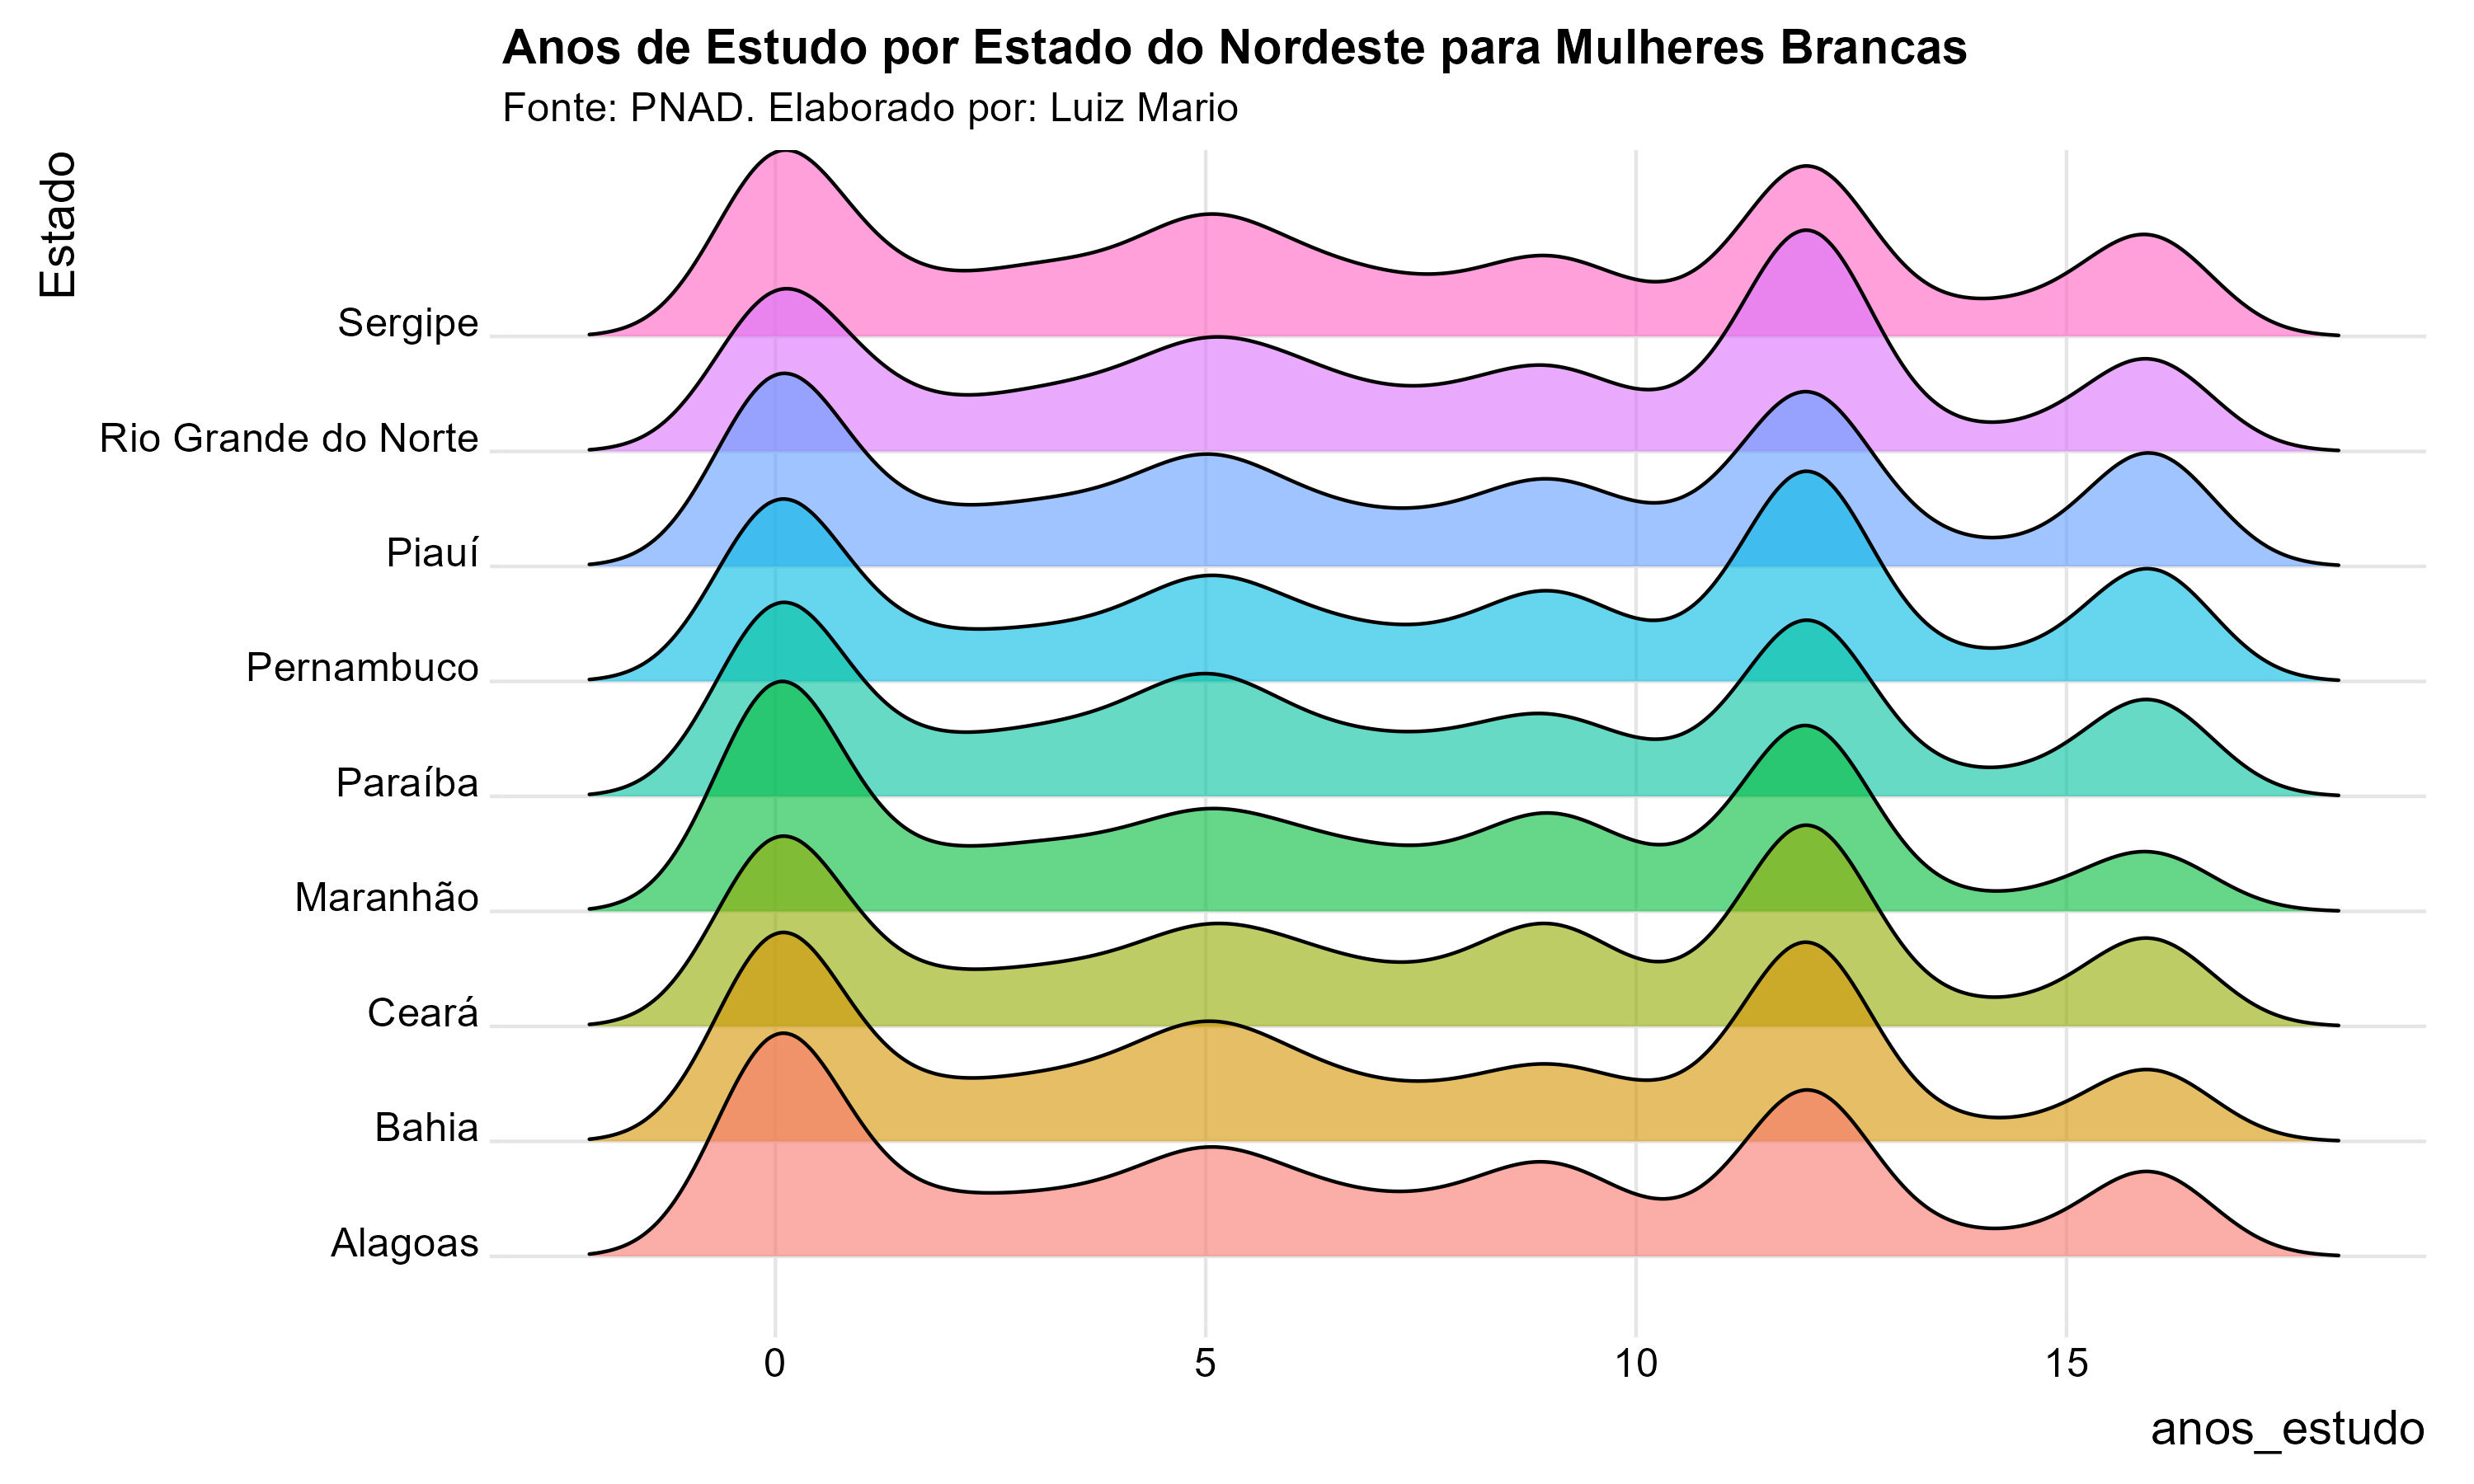 Anos de Estudo por Estado do Nordeste para Mulheres Brancas
Fonte: PNAD. Elaborado por: Luiz Mario
Estado
Sergipe
Rio Grande do Norte
Piauí
Pernambuco
Paraíba
Maranhão
Ceará
Bahia
Alagoas
0 5 10 15
anos_estudo